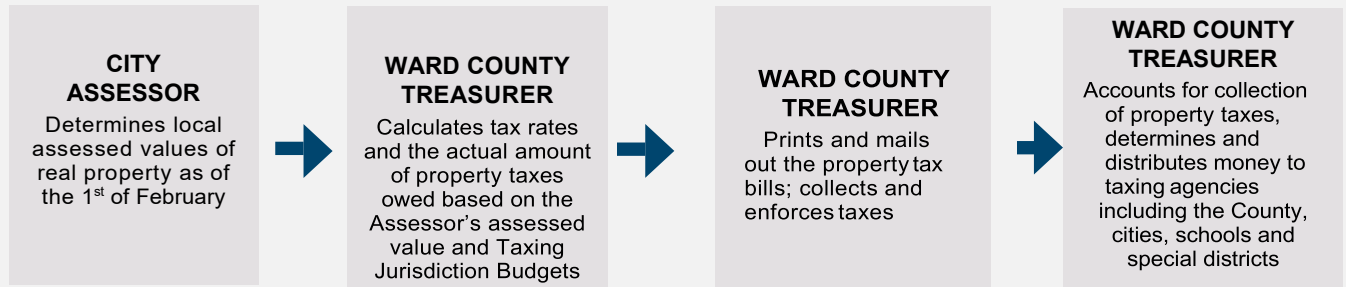 CITY
ASSESSOR
Determines local
assessed values of
real property as of
the 1st of February
WARD COUNTY
TREASURER
Calculates tax rates
and the actual amount
of property taxes
owed based on the
Assessor's assessed
value and Taxing
Jurisdiction Budgets
WARD COUNTY
TREASURER
Prints and mails
out the property tax
bills; collects and
enforces taxes
WARD COUNTY
TREASURER
Accounts for collection
of property taxes,
determines and
distributes money to
taxing agencies
including the County,
cities, schools and
special districts